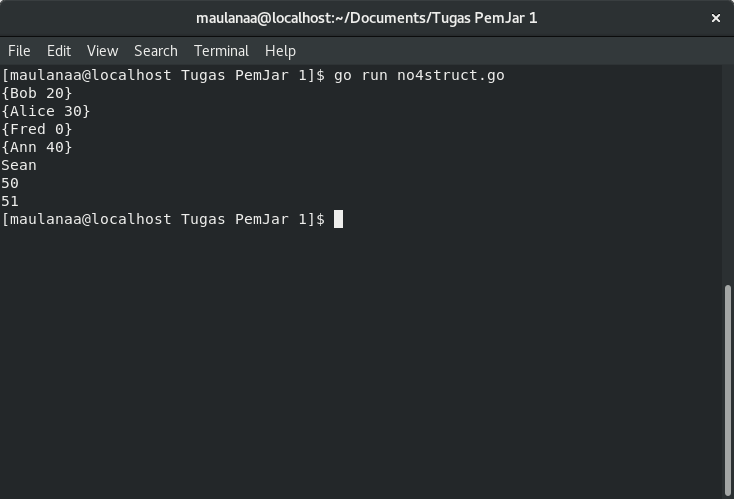 maulanaa@localhost:~/Documents/Tugas PemJar 1
File Edit View Search Terminal Help
[maulanaa@localhost Tugas PemJar 1]$ go run no4struct.go
{Bob 20}
{Alice 30}
{Fred 0}
{Ann 40}
Sean
50
51
[maulanaa@localhost Tugas PemJar 1]$